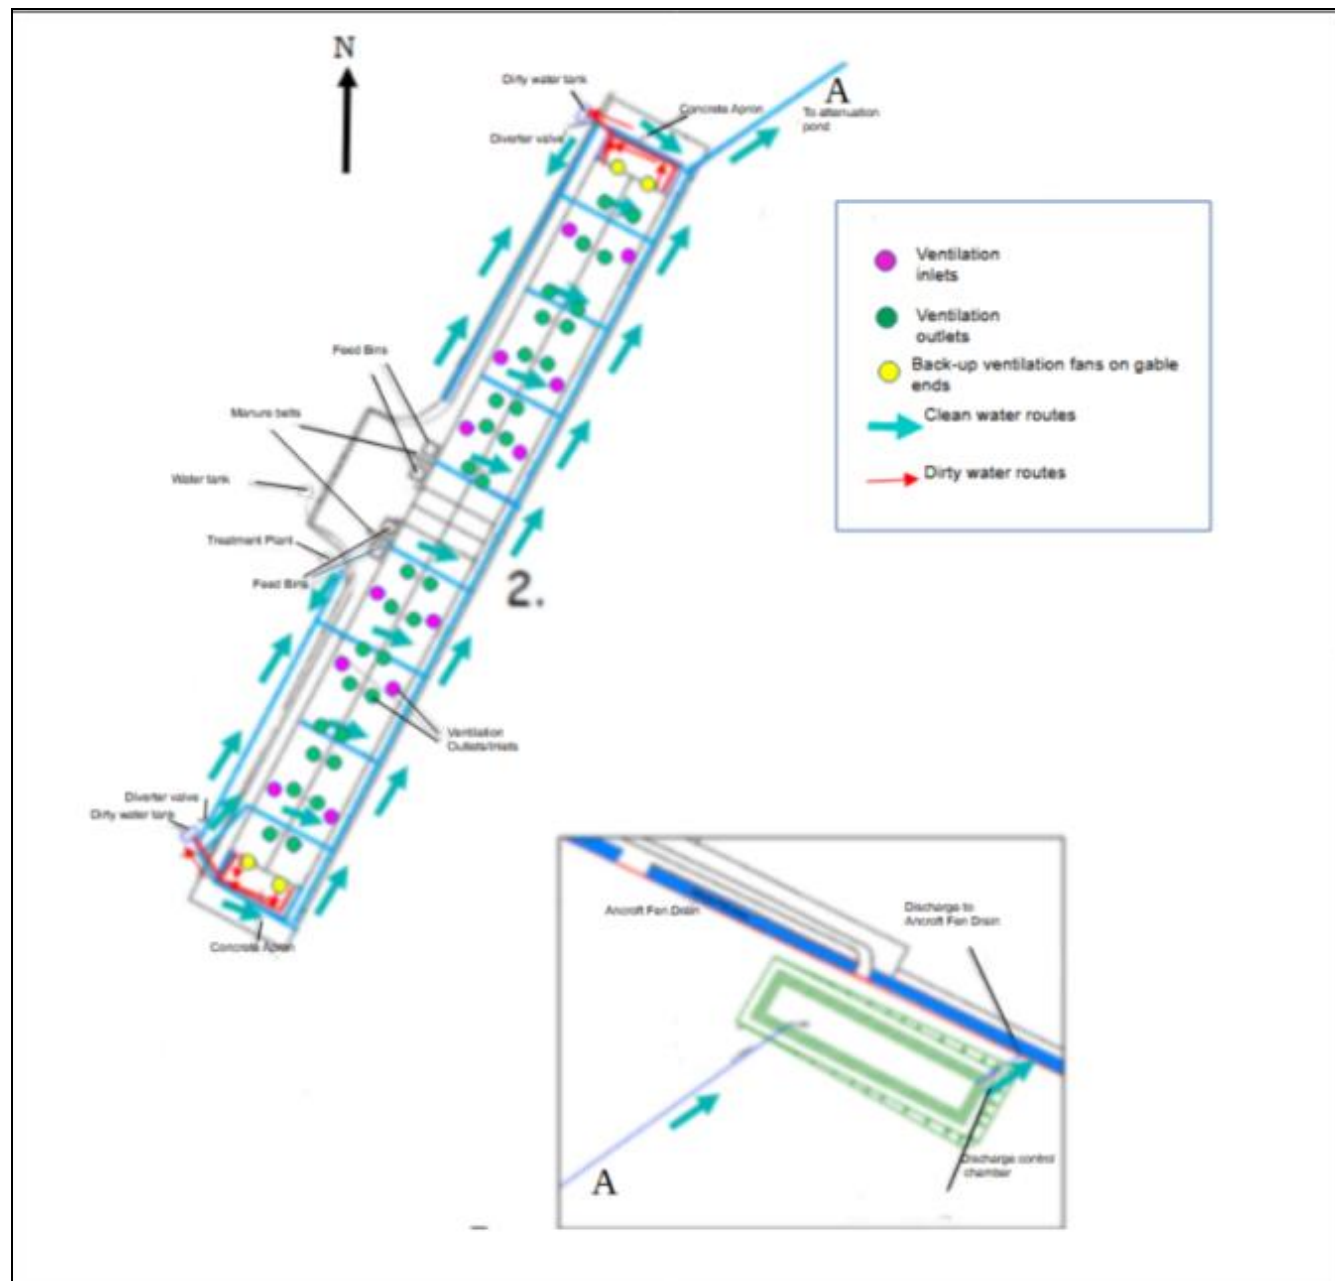 N
Dirty water tank
Concrete Apron
A
To attenuation
pond
Diverter valve
Ventilation
inlets
Ventilation
outlets
Back-up ventilation fans on gable
ends
Clean water routes
Dirty water routes
Feed Bins
Manure belts
Water tank
Treatment Plant
Feed Bins
2.
Ventilation
Outlets/Inlets
Diverter valve
Dirty water tank
Concrete Apron
Ancroft Fen Drain
Discharge to
Ancroft Fen Drain
Discharge control
chamber
A